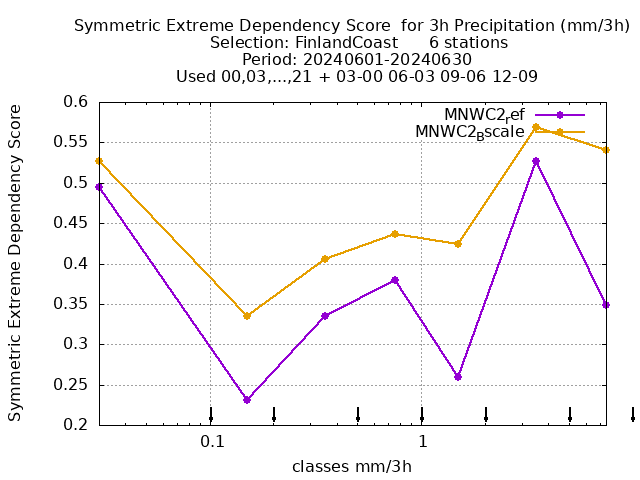 Symmetric Extreme Dependency Score  for 3h Precipitation (mm/3h)
Selection: FinlandCoast      6 stations
Period: 20240601-20240630
Used 00,03,...,21 + 03-00 06-03 09-06 12-09
MNWC2ref
MNWC2Bscale
Symmetric Extreme Dependency Score
0.6
0.55
0.5
0.45
0.4
0.35
0.3
0.25
0.2
0.1 1
classes mm/3h